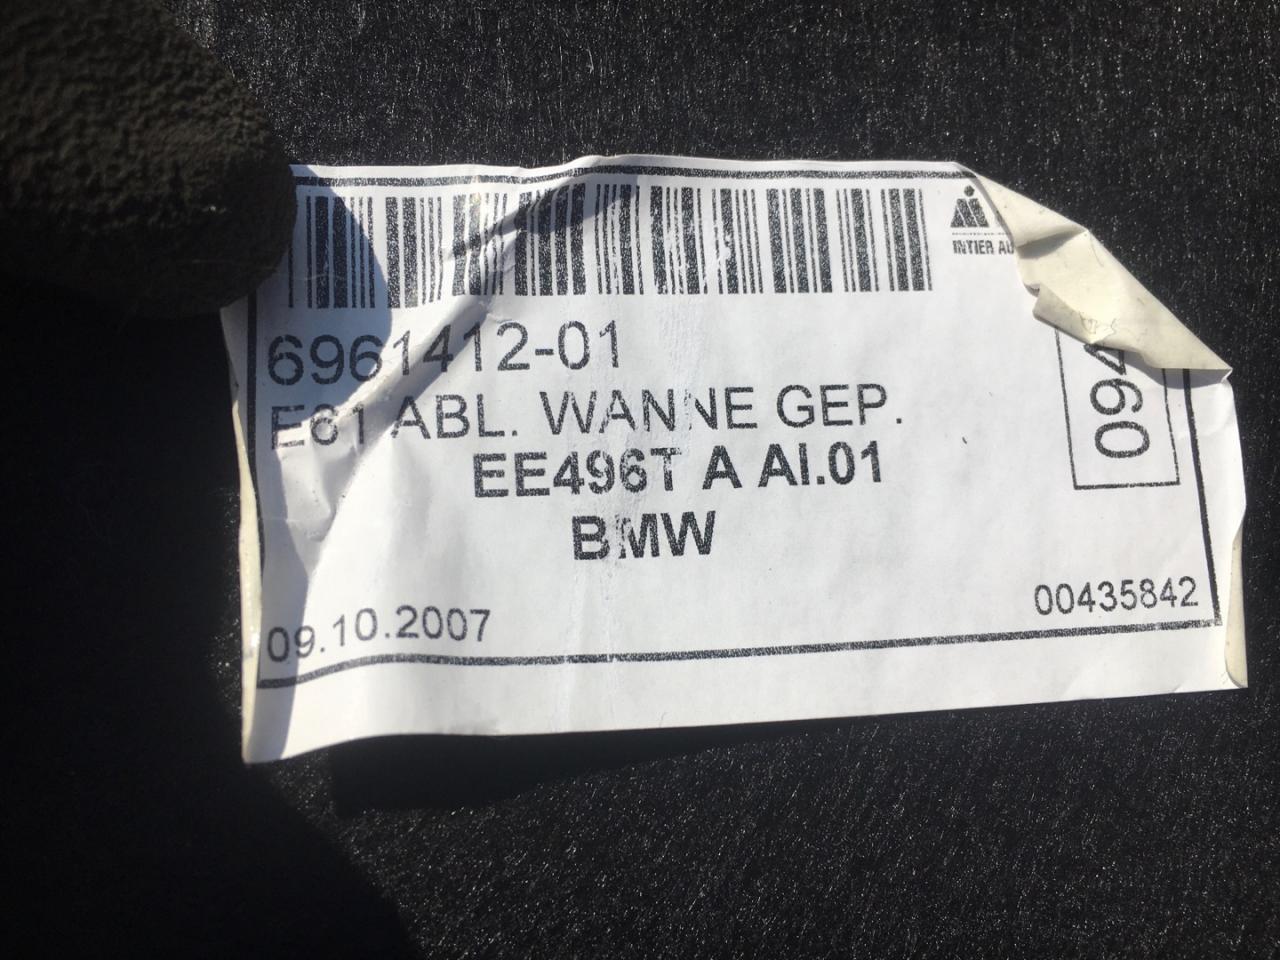 INTIER AU
6961412-01
E61 ABL. WANNE GEP.
EE496T A AI.01
BMW
094
09.10.2007
00435842